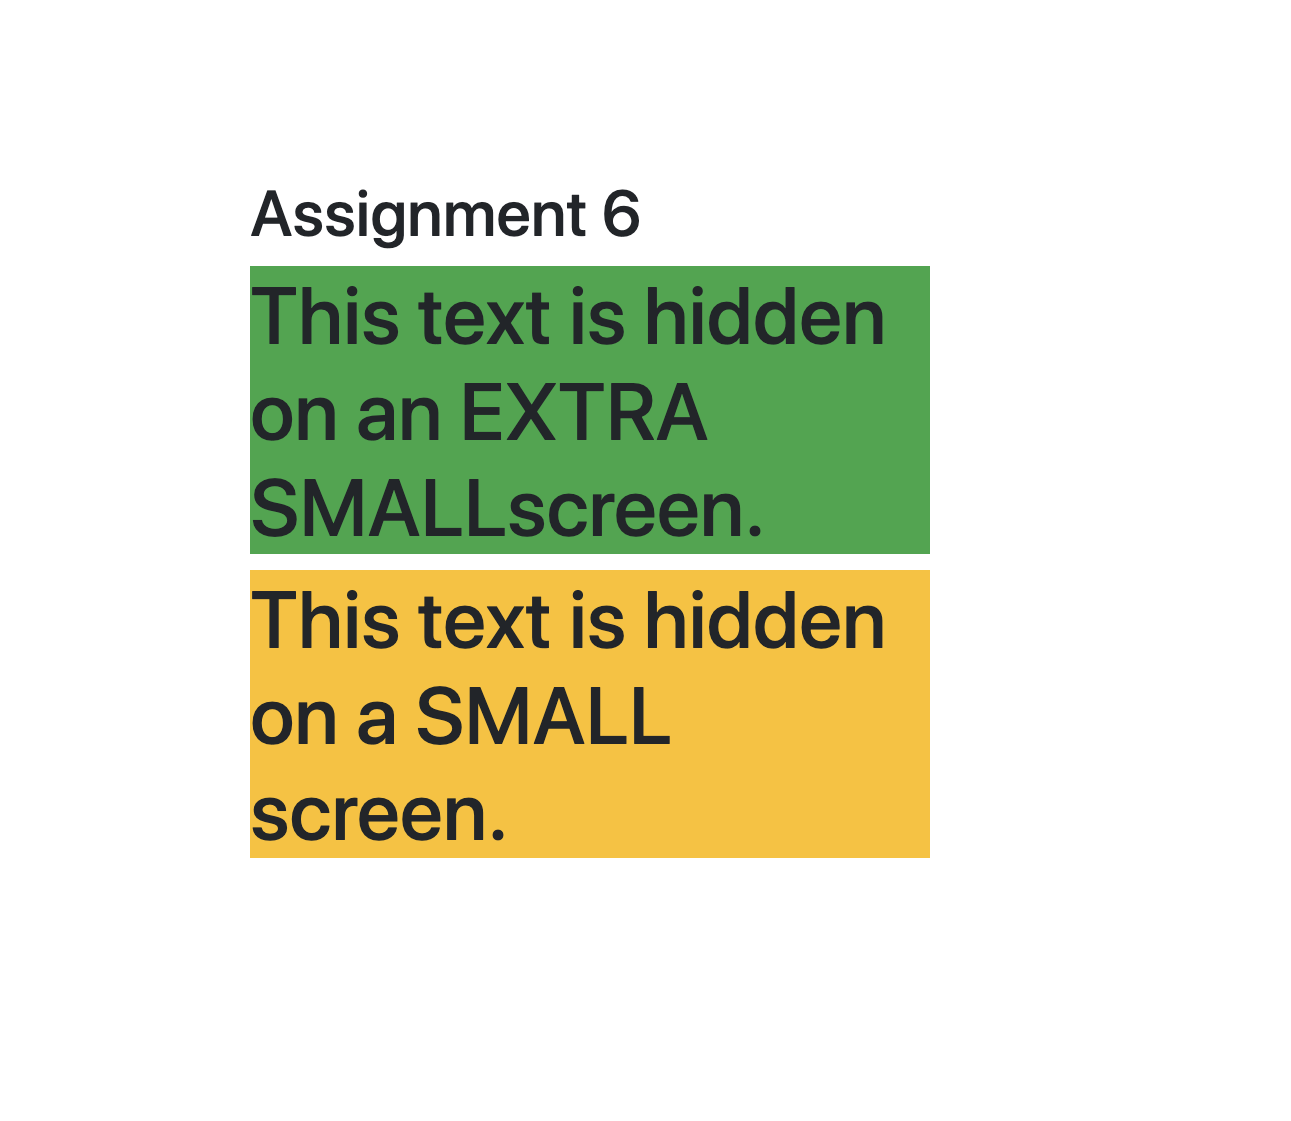 Assignment 6
This text is hidden
on an EXTRA
SMALLscreen.
This text is hidden
on a SMALL
screen.